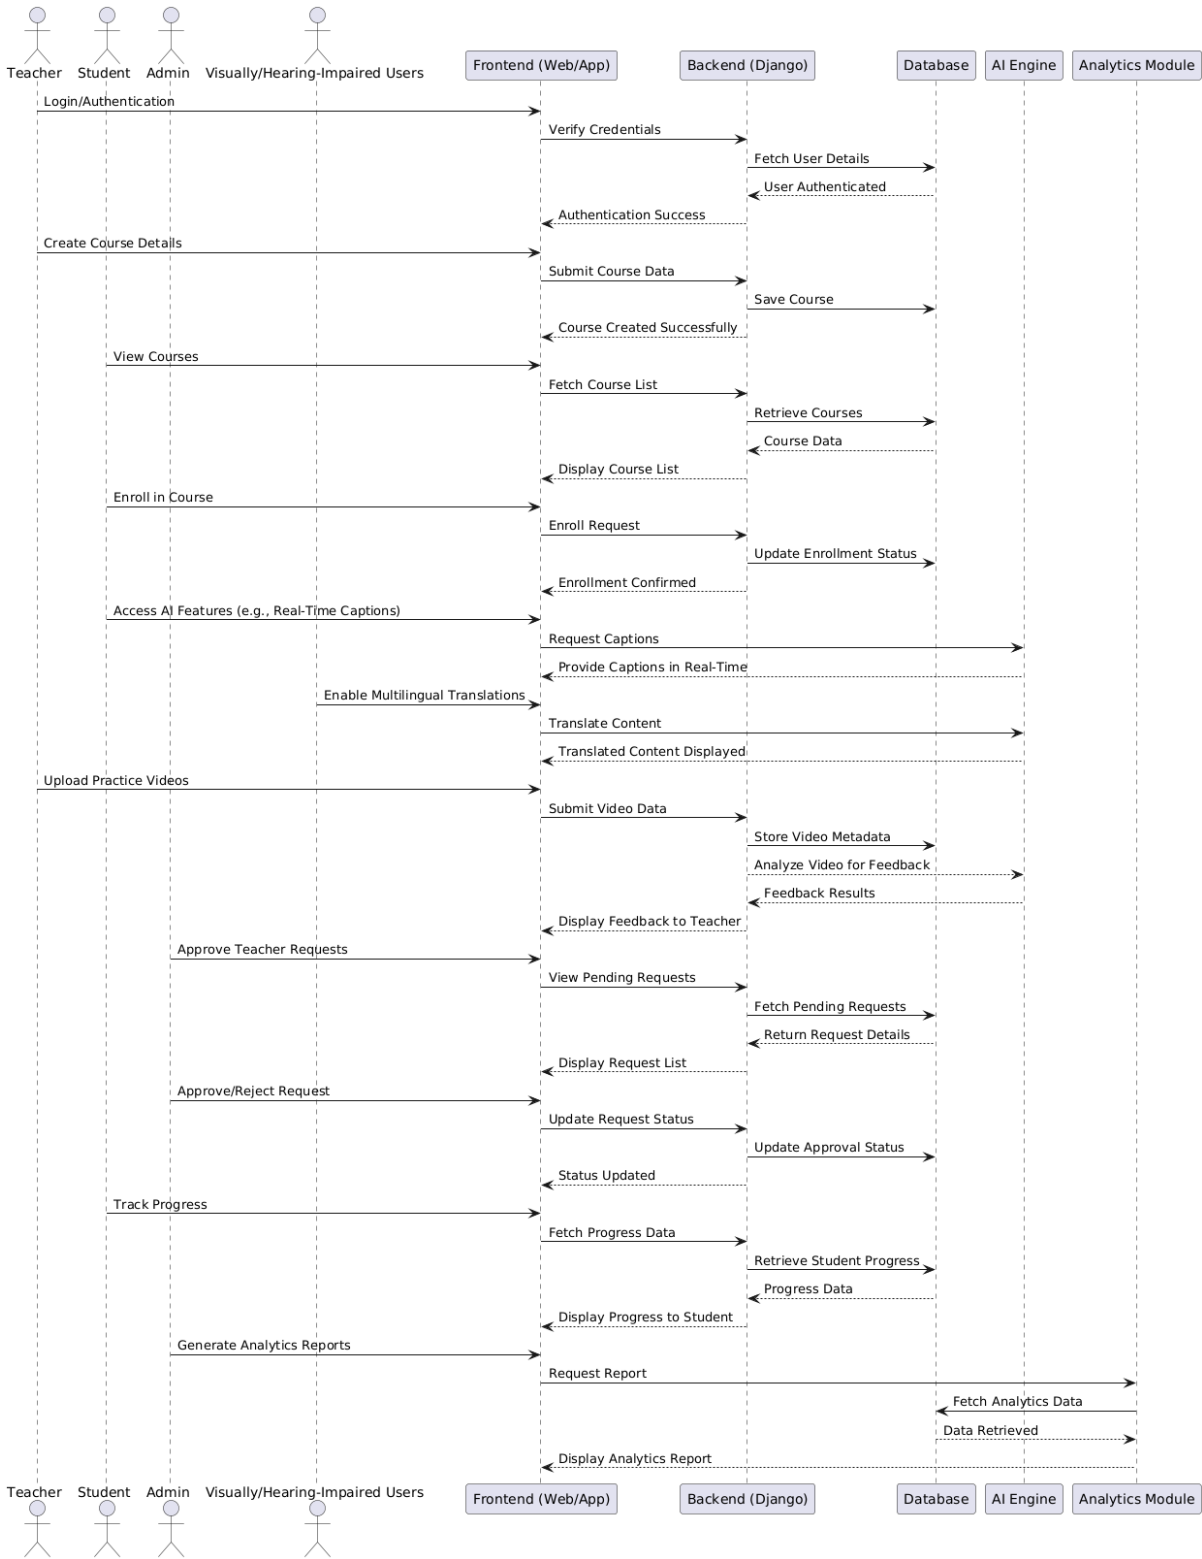 Teacher
Student
Admin
Visually/Hearing-Impaired Users
Frontend (Web/App)
Backend (Django)
Database
AI Engine
Analytics Module
Login/Authentication
Verify Credentials
Fetch User Details
User Authenticated
Authentication Success
Create Course Details
Submit Course Data
Save Course
Course Created Successfully
View Courses
Fetch Course List
Retrieve Courses
Course Data
Display Course List
Enroll in Course
Enroll Request
Update Enrollment Status
Enrollment Confirmed
Access AI Features (e.g., Real-Time Captions)
Request Captions
Provide Captions in Real-Time
Enable Multilingual Translations
Translate Content
Translated Content Displayed
Upload Practice Videos
Submit Video Data
Store Video Metadata
Analyze Video for Feedback
Feedback Results
Display Feedback to Teacher
Approve Teacher Requests
View Pending Requests
Fetch Pending Requests
Return Request Details
Display Request List
Approve/Reject Request
Update Request Status
Update Approval Status
Status Updated
Track Progress
Fetch Progress Data
Retrieve Student Progress
Progress Data
Display Progress to Student
Generate Analytics Reports
Request Report
Fetch Analytics Data
Data Retrieved
Display Analytics Report
Teacher
Student
Admin
Visually/Hearing-Impaired Users
Frontend (Web/App)
Backend (Django)
Database
AI Engine
Analytics Module